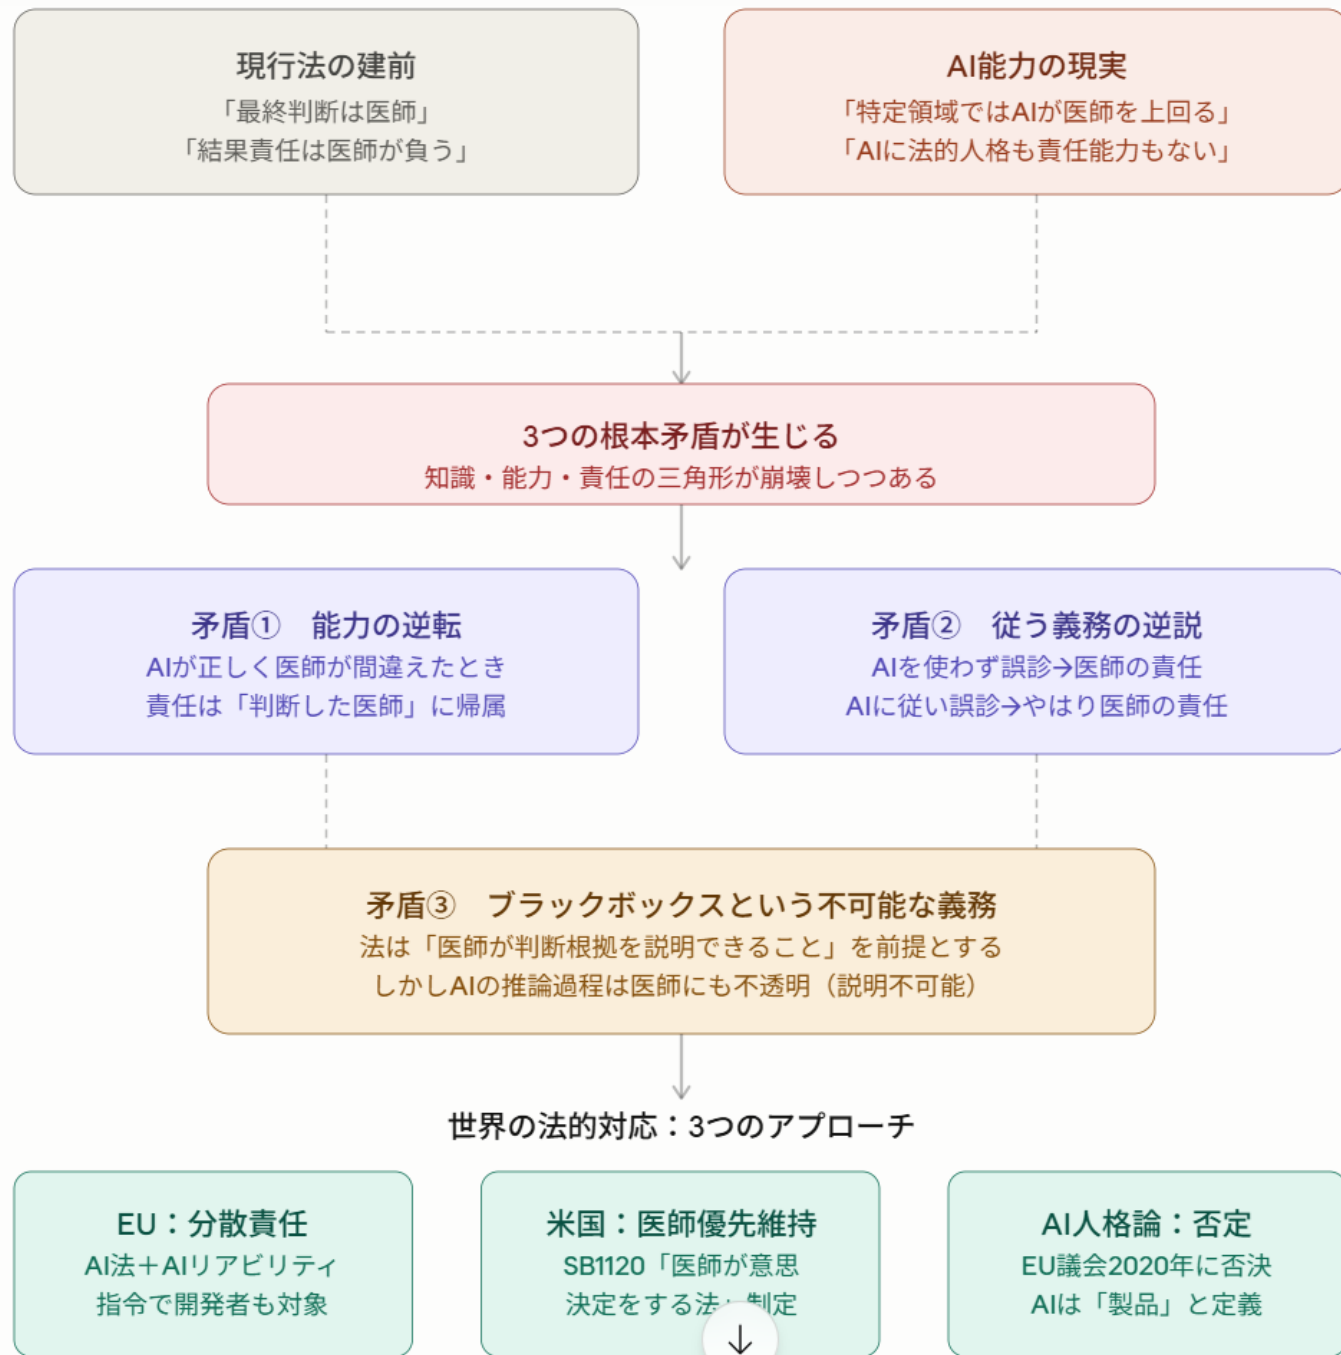 現行法の建前
「最終判断は医師」
「結果責任は医師が負う」
AI能力の現実
「特定領域ではAIが医師を上回る」
「AIに法的人格も責任能力もない」
3つの根本矛盾が生じる
知識・能力・責任の三角形が崩壊しつつある
矛盾① 能力の逆転
AIが正しく医師が間違えたとき
責任は「判断した医師」に帰属
矛盾② 従う義務の逆説
AIを使わず誤診→医師の責任
AIに従い誤診→やはり医師の責任
矛盾③ ブラックボックスという不可能な義務
法は「医師が判断根拠を説明できること」を前提とする
しかしAIの推論過程は医師にも不透明（説明不可能）
世界の法的対応：3つのアプローチ
EU：分散責任
AI法＋AIリアビリティ
指令で開発者も対象
米国：医師優先維持
SB1120「医師が意思
決定をする法」制定
AI人格論：否定
EU議会2020年に否決
AIは「製品」と定義